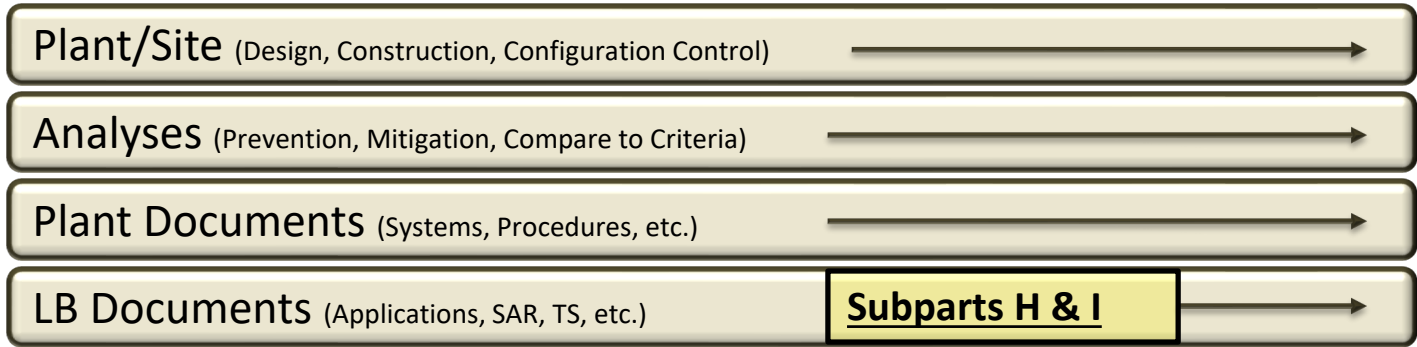 Plant/Site (Design, Construction, Configuration Control)
Analyses (Prevention, Mitigation, Compare to Criteria)
Plant Documents (Systems, Procedures, etc.)
LB Documents (Applications, SAR, TS, etc.) Subparts H & I